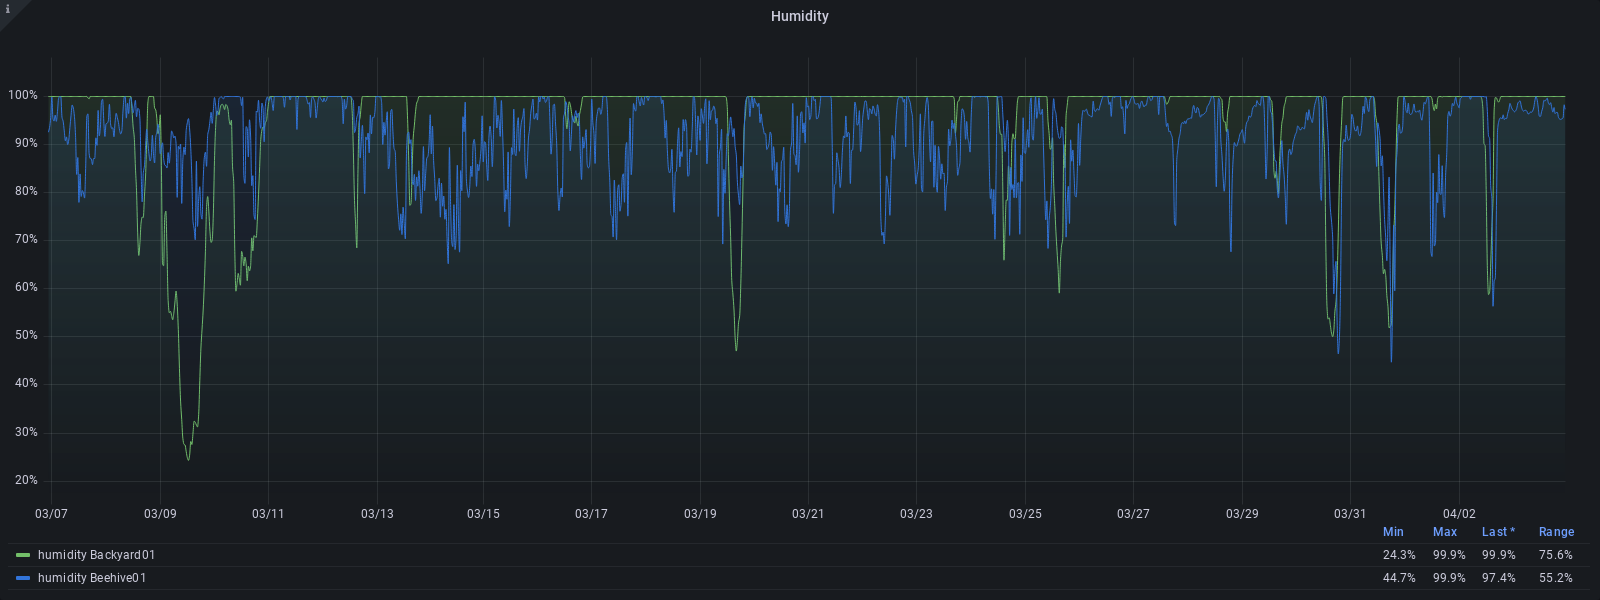 i
Humidity
100%
90%
80%
70%
60%
50%
40%
30%
20%
03/07 03/09 03/11 03/13 03/15 03/17 03/19 03/21 03/23 03/25 03/27 03/29 03/31 04/02
Min Max Last * Range
humidity Backyard01 24.3% 99.9% 99.9% 75.6%
humidity Beehive01 44.7% 99.9% 97.4% 55.2%